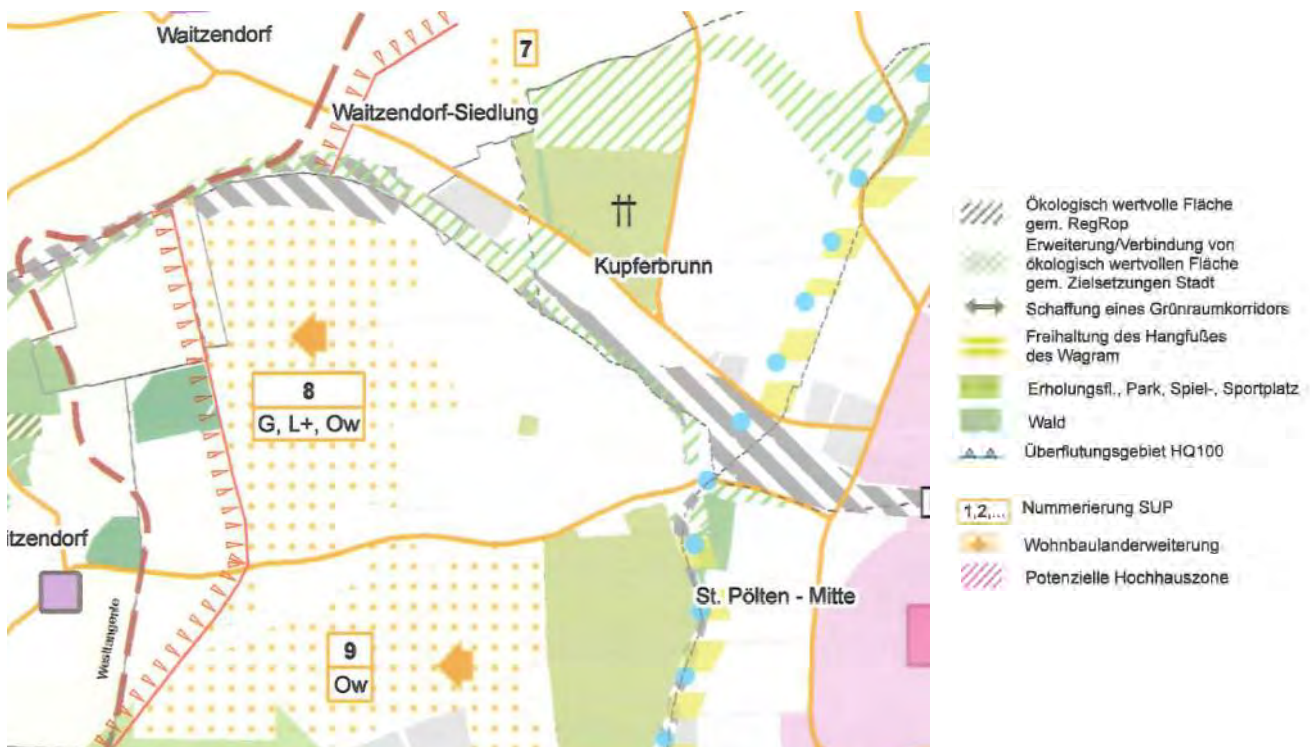 Waitzendorf
7
Waitzendorf-Siedlung
Kupferbrunn
8
G, L+, Ow
itzendorf
Westtangente
St. Pölten - Mitte
9
Ow
Ökologisch wertvolle Fläche
gem. RegRop
Erweiterung/Verbindung von
ökologisch wertvollen Fläche
gem. Zielsetzungen Stadt
Schaffung eines Grünraumkorridors
Freihaltung des Hangfußes
des Wagram
Erholungsfl., Park, Spiel-, Sportplatz
Wald
Überflutungsgebiet HQ100
1,2,... Nummerierung SUP
Wohnbaulanderweiterung
Potenzielle Hochhauszone